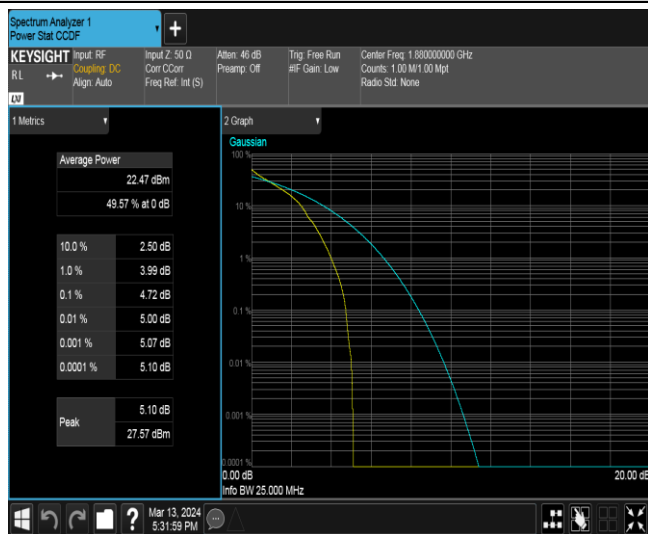 Spectrum Analyzer 1
Power Stat CCDF
+
KEYSIGHT
RL
LXI
Input: RF
Coupling: DC
Align: Auto
Input Z: 50 Ω
Corr CCorr
Freq Ref: Int (S)
Atten: 46 dB
Preamp: Off
Trig: Free Run
#IF Gain: Low
Center Freq: 1.880000000 GHz
Counts: 1.00 M/1.00 Mpt
Radio Std: None
1 Metrics
Average Power
22.47 dBm
49.57 % at 0 dB
10.0 % 2.50 dB
1.0 % 3.99 dB
0.1 % 4.72 dB
0.01 % 5.00 dB
0.001 % 5.07 dB
0.0001 % 5.10 dB
Peak
5.10 dB
27.57 dBm
2 Graph
Gaussian
100 %
10 %
1 %
0.1 %
0.01 %
0.001 %
0.0001 %
0.00 dB
20.00 dB
Info BW 25.000 MHz
?
Mar 13, 2024
5:31:59 PM